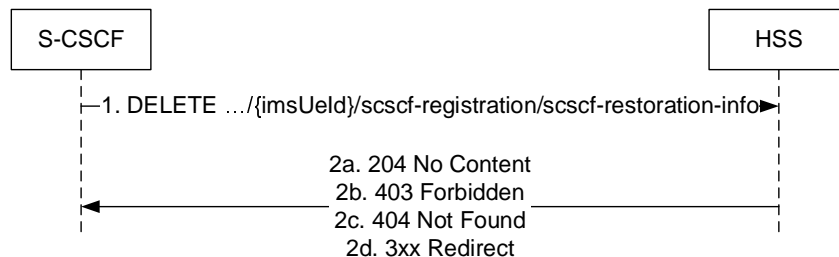 S-CSCF
HSS
1. DELETE …/{imsUeId}/scscf-registration/scscf-restoration-info
2a. 204 No Content
2b. 403 Forbidden
2c. 404 Not Found
2d. 3xx Redirect